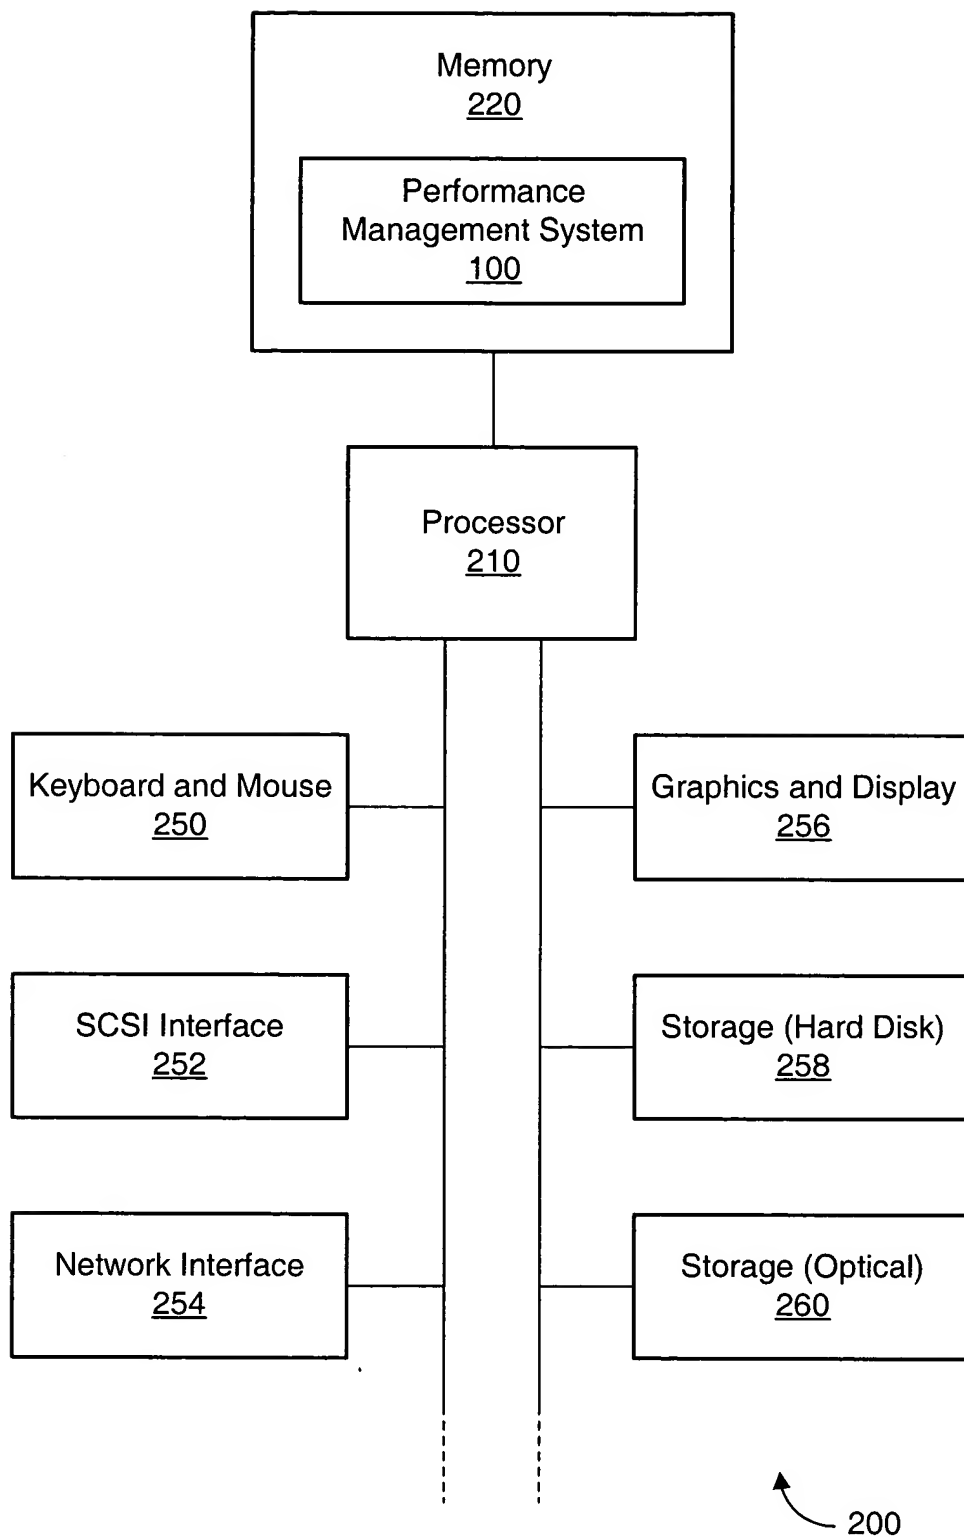 Memory
220
Performance
Management System
100
Processor
210
Keyboard and Mouse
250
Graphics and Display
256
SCSI Interface
252
Storage (Hard Disk)
258
Network Interface
254
Storage (Optical)
260
200